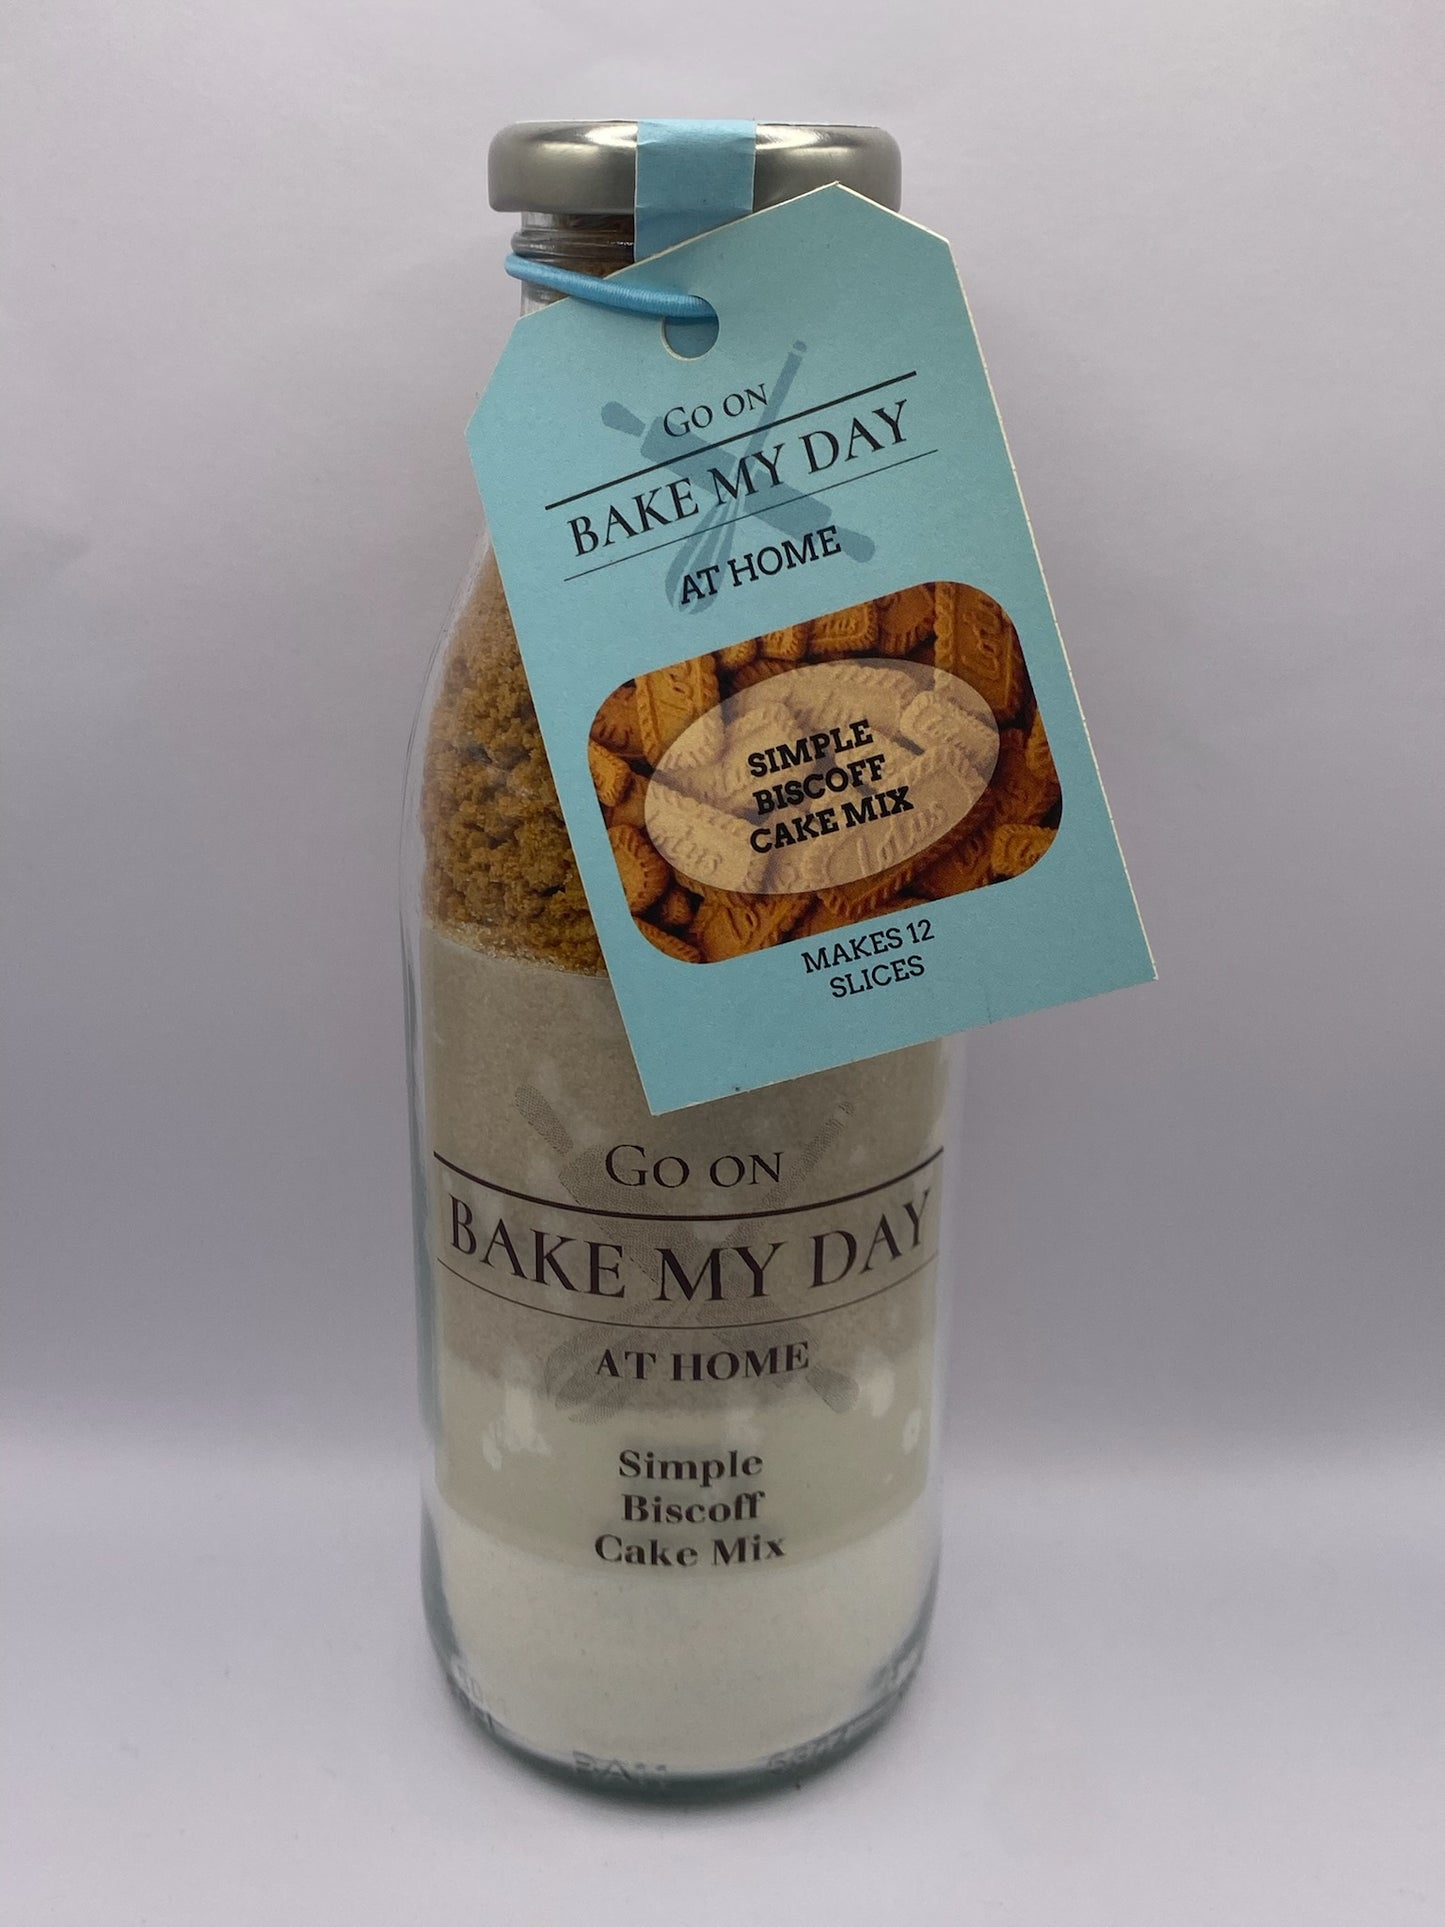 GO ON
BAKE MY DAY
AT HOME
SIMPLE
BISCOFF
CAKE MIX
MAKES 12
SLICES
GO ON
BAKE MY DAY
AT HOME
Simple
Biscoff
Cake Mix